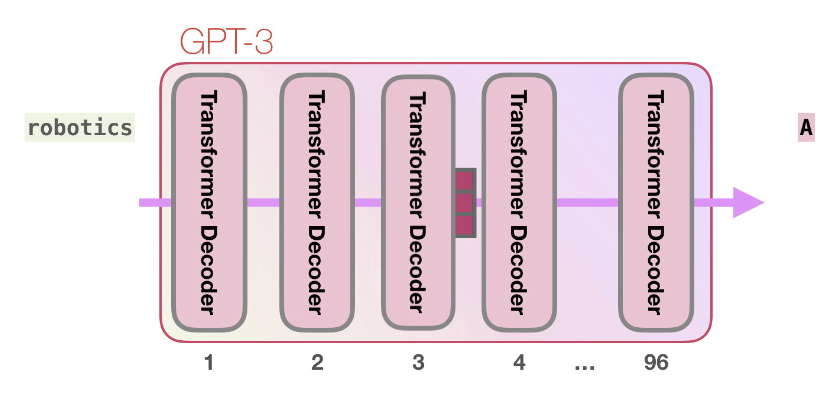 GPT-3
robotics
Transformer Decoder
Transformer Decoder
Transformer Decoder
Transformer Decoder
Transformer Decoder
A
1 2 3 4 ... 96